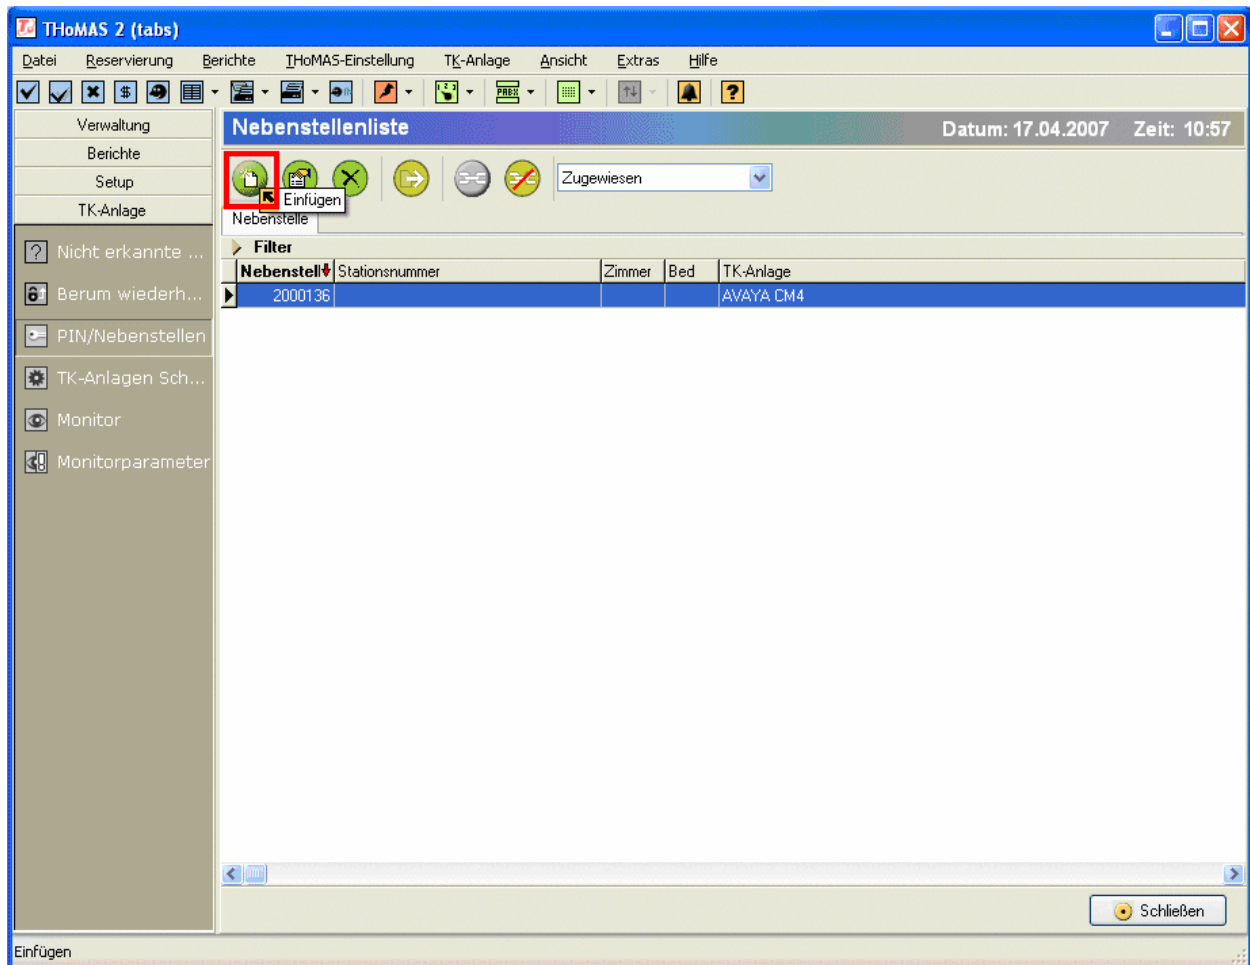 THoMAS 2 (tabs)
Datei Reservierung Berichte THoMAS-Einstellung TK-Anlage Ansicht Extras Hilfe
Verwaltung
Berichte
Setup
TK-Anlage
Nicht erkannte ...
Berum wiederh...
PIN/Nebenstellen
TK-Anlagen Sch...
Monitor
Monitorparameter
Nebenstellenliste Datum: 17.04.2007 Zeit: 10:57
Zugewiesen
Einfügen
Nebenstelle
Filter
Nebenstell Stationsnummer Zimmer Bed TK-Anlage
2000136 AVAYA CM4
Schließen
Einfügen